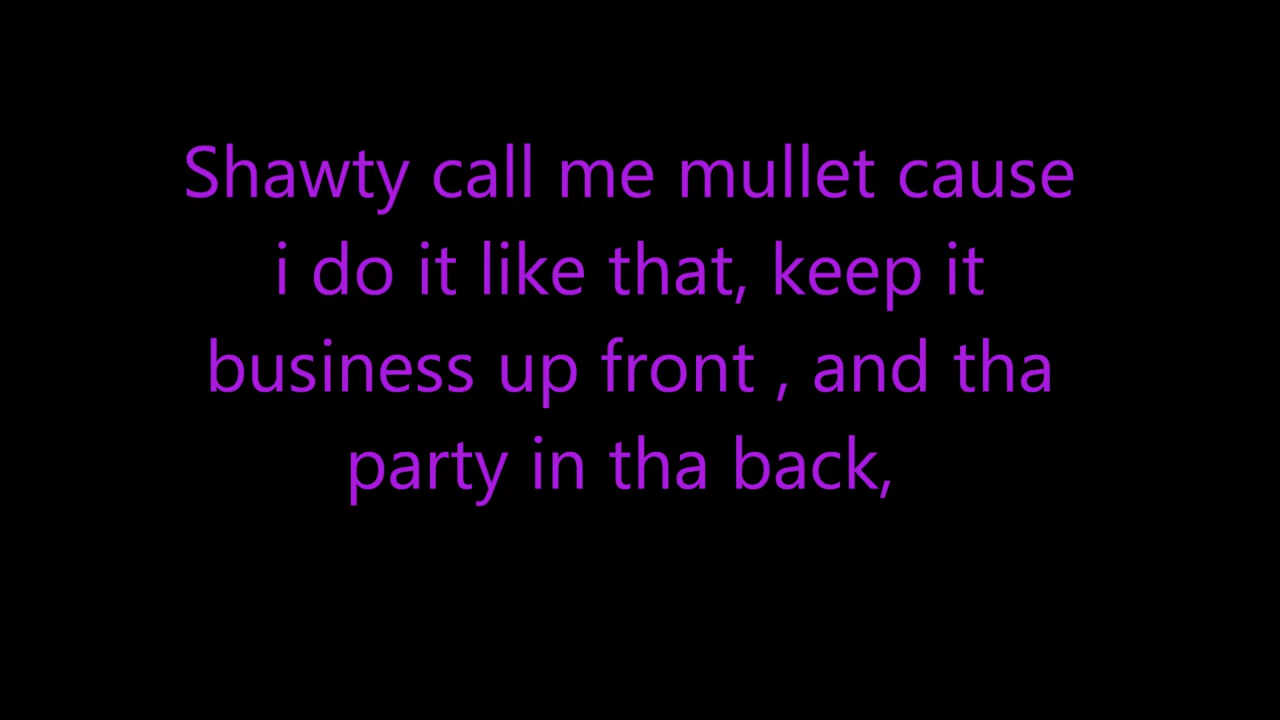 Shawty call me mullet cause
i do it like that, keep it
business up front , and tha
party in tha back,